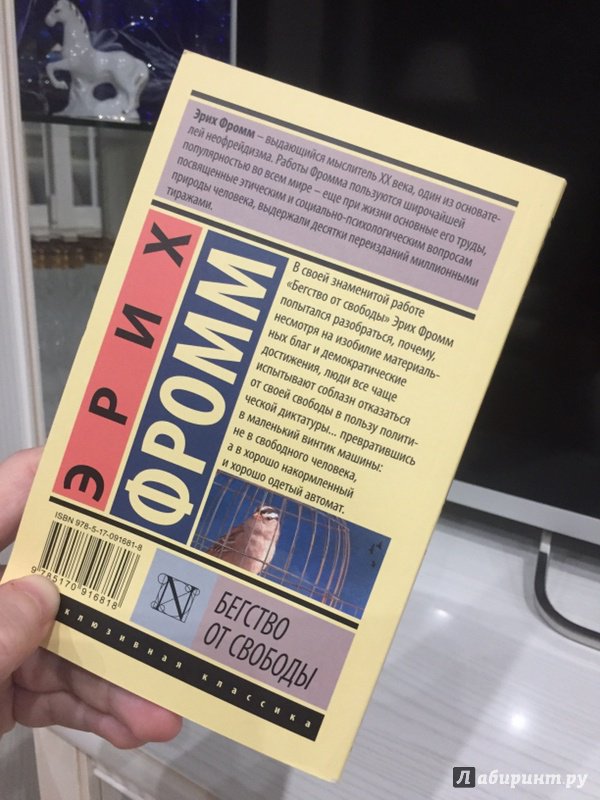 Эрих Фромм – выдающийся мыслитель XX века, один из основате-
лей неофрейдизма. Работы Фромма пользуются широчайшей
популярностью во всем мире – еще при жизни основные его труды,
посвященные этическим и социально-психологическим вопросам
природы человека, выдержали десятки переизданий миллионными
тиражами.
ЭРИХ
ФРОММ
В своей знаменитой работе
«Бегство от свободы» Эрих Фромм
попытался разобраться, почему,
несмотря на изобилие материаль-
ных благ и демократические
достижения, люди все чаще
испытывают соблазн отказаться
от своей свободы в пользу полити-
ческой диктатуры... превратившись
в маленький винтик машины:
не в свободного человека,
а в хорошо накормленный
и хорошо одетый автомат.
ISBN 978-5-17-091681-8
9 785170 916818
N
БЕГСТВО
ОТ СВОБОДЫ
клюзивная классика
Лабиринт.ру